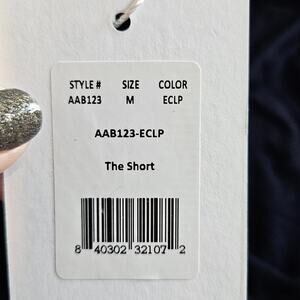 STYLE # SIZE COLOR
AAB123 M ECLP
AAB123-ECLP
The Short
8 40302 32107 2